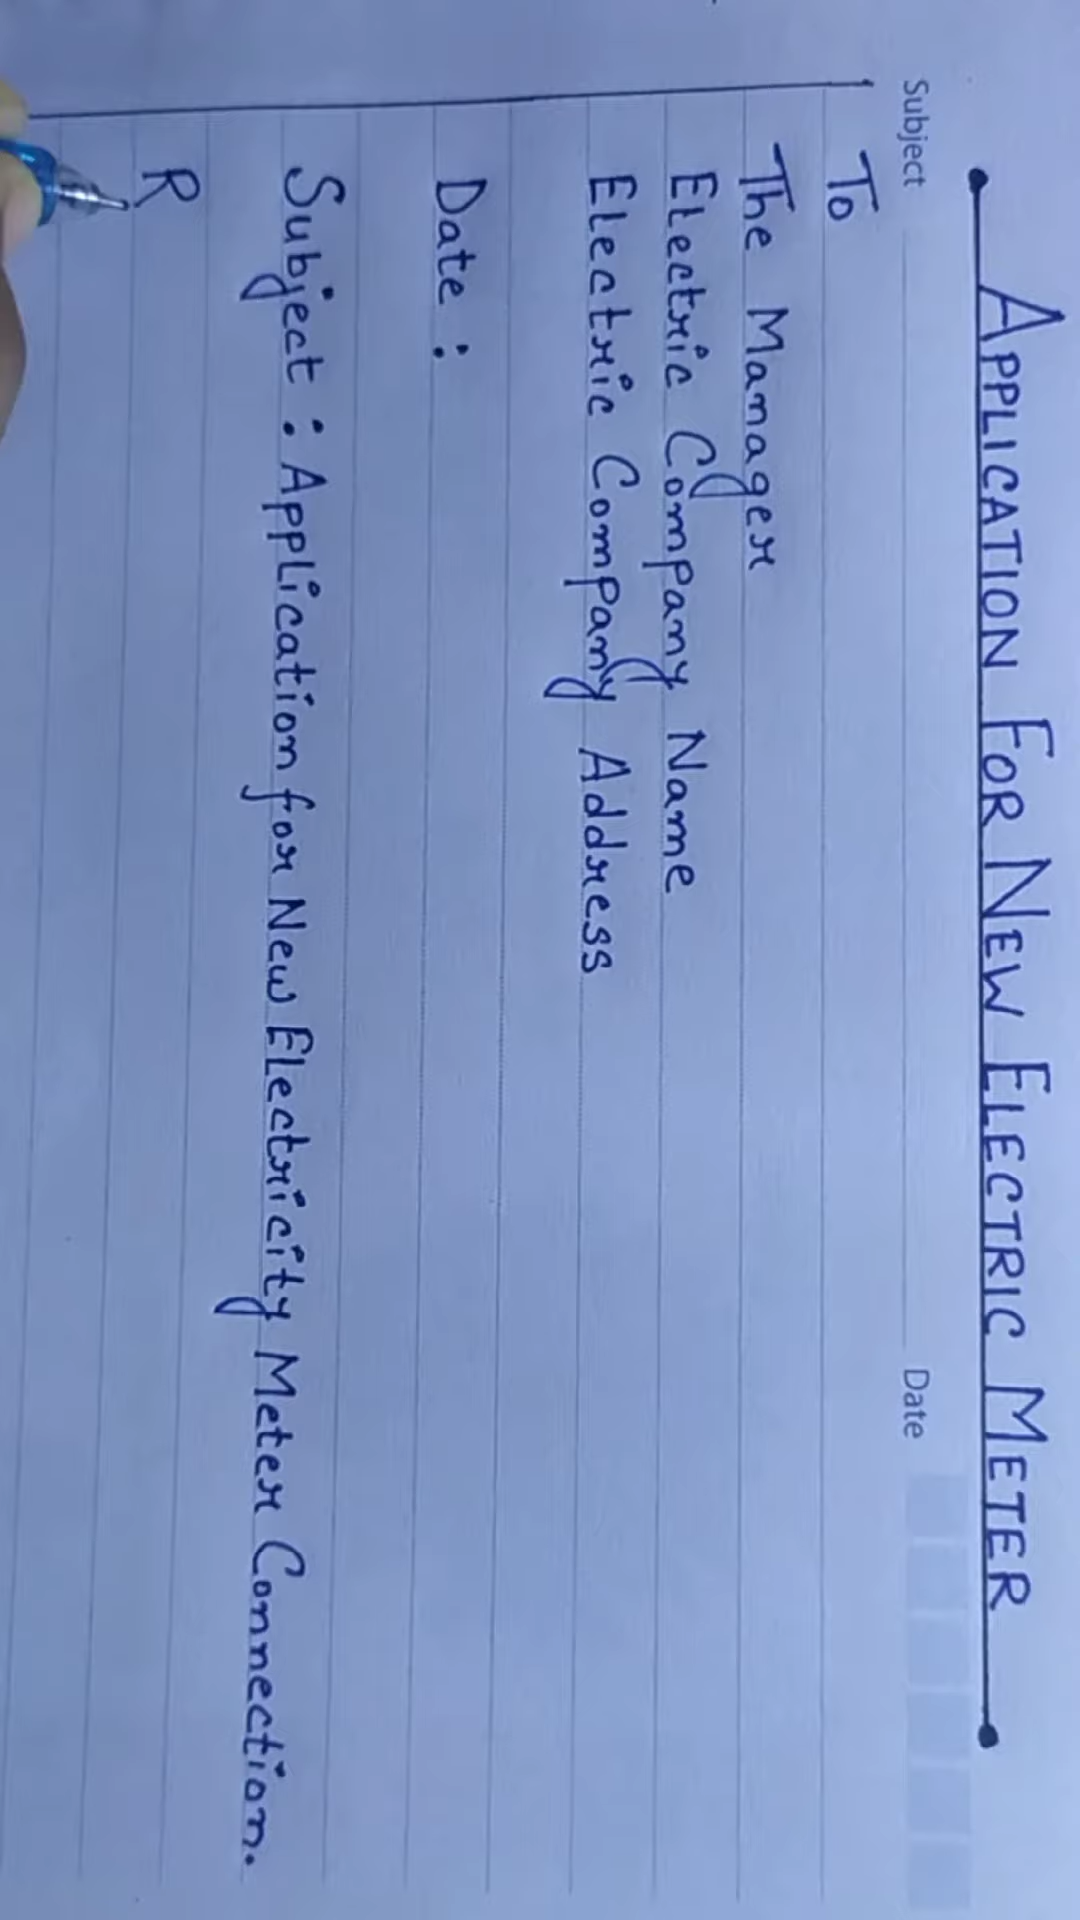 APPLICATION FOR NEW ELECTRIC METER
Subject Date
To
The Manager
Electric Company Name
Electric Company Address
Date :
Subject : Application for New Electricity Meter Connection.
R